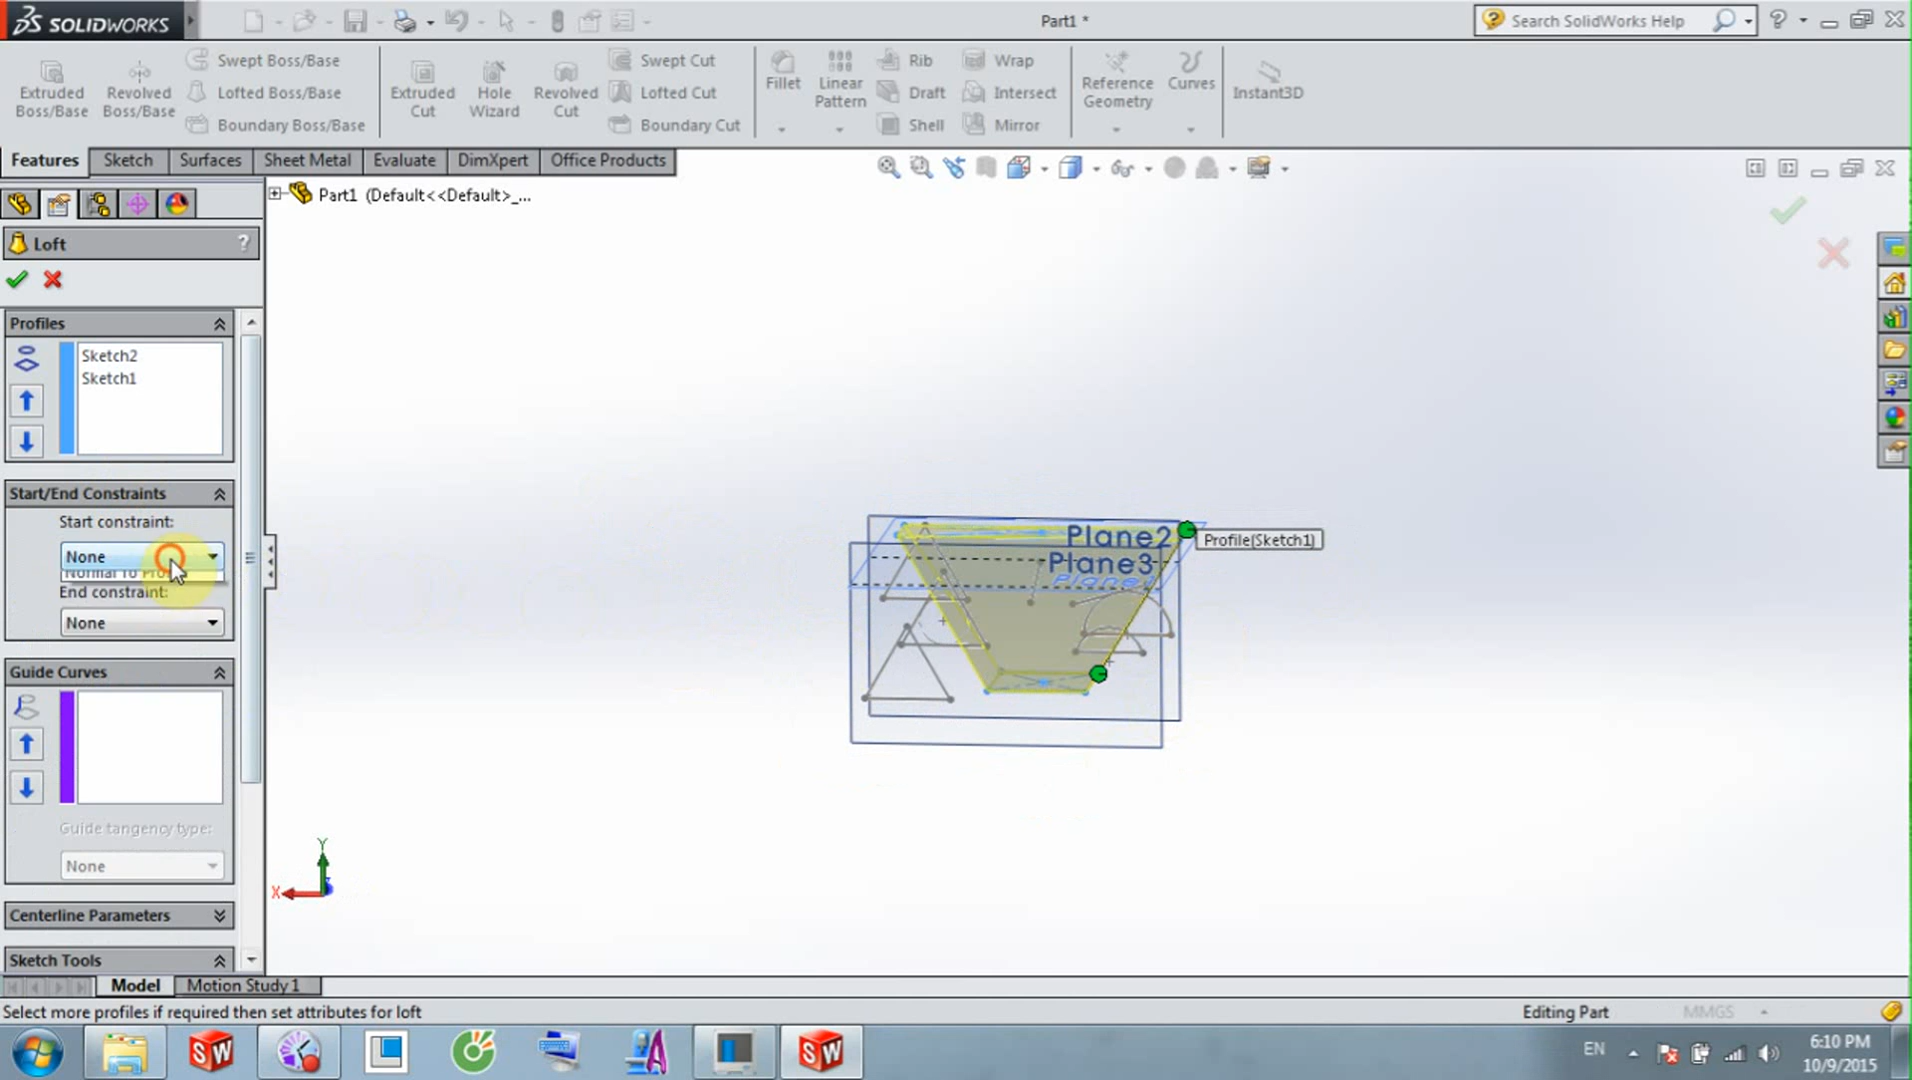 SOLIDWORKS
Part1 *
Search SolidWorks Help
Extruded Boss/Base
Revolved Boss/Base
Swept Boss/Base
Lofted Boss/Base
Boundary Boss/Base
Extruded Cut
Hole Wizard
Revolved Cut
Swept Cut
Lofted Cut
Boundary Cut
Fillet
Linear Pattern
Rib
Draft
Shell
Wrap
Intersect
Mirror
Reference Geometry
Curves
Instant3D
Features
Sketch
Surfaces
Sheet Metal
Evaluate
DimXpert
Office Products
Part1 (Default<<Default>_...
Loft
?
Profiles
Sketch2
Sketch1
Start/End Constraints
Start constraint:
None
Normal To
End constraint:
None
Guide Curves
Guide tangency type:
None
Centerline Parameters
Sketch Tools
Plane2
Plane3
Plane1
Profile(Sketch1)
Y
X
Model
Motion Study 1
Select more profiles if required then set attributes for loft
Editing Part
MMGS
SW
SW
EN
6:10 PM
10/9/2015